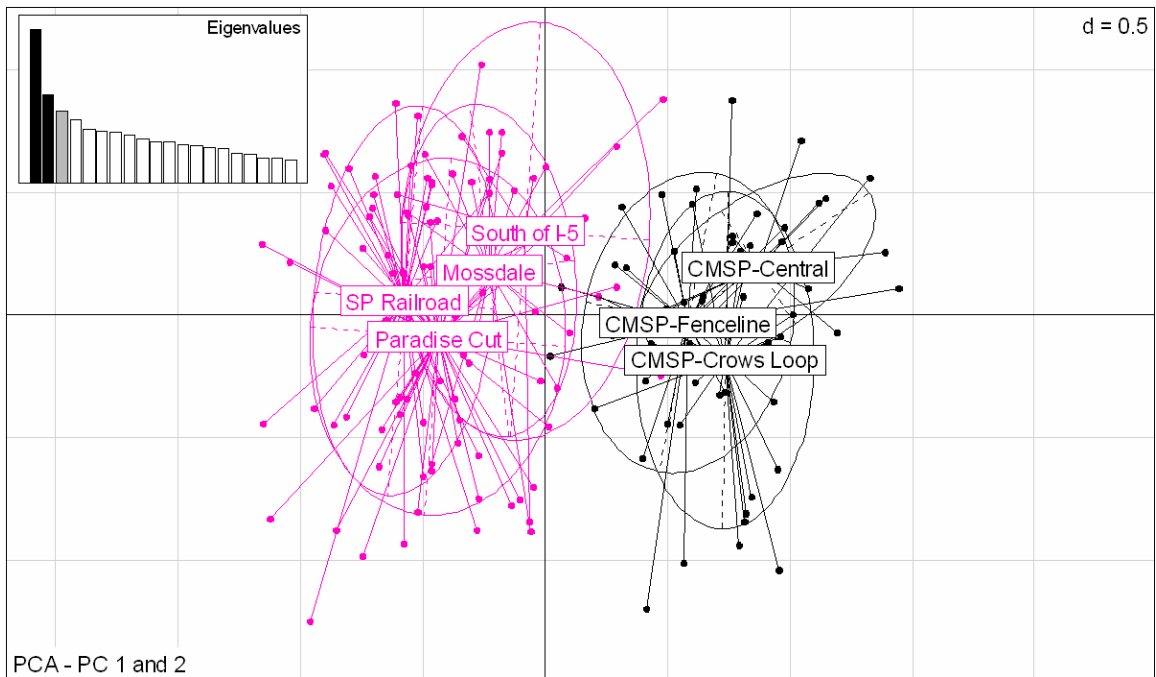 Eigenvalues
d = 0.5
South of I-5
Mossdale
CMSP-Central
SP Railroad
CMSP-Fenceline
Paradise Cut
CMSP-Crows Loop
PCA - PC 1 and 2